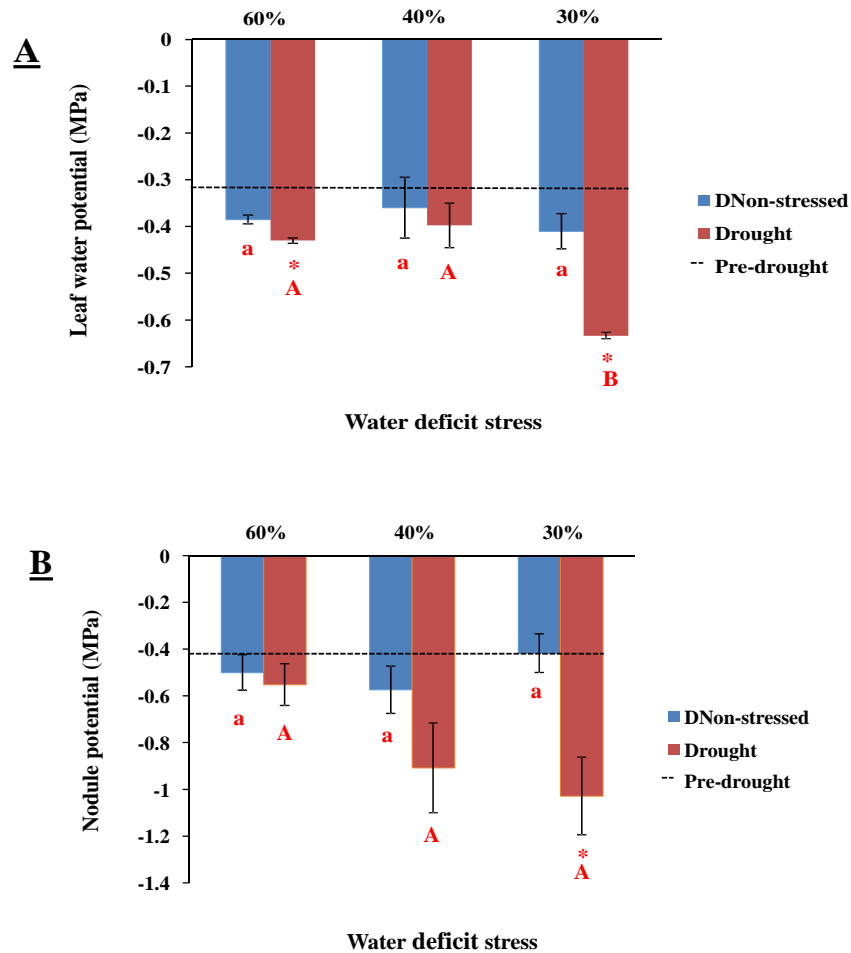 A
60% 40% 30%
0
-0.1
-0.2
-0.3
-0.4
-0.5
-0.6
-0.7
Leaf water potential (MPa)
a * A a A a * B
DNon-stressed
Drought
Pre-drought
Water deficit stress
B
60% 40% 30%
0
-0.2
-0.4
-0.6
-0.8
-1
-1.2
-1.4
Nodule potential (MPa)
a A a A a * A
DNon-stressed
Drought
Pre-drought
Water deficit stress